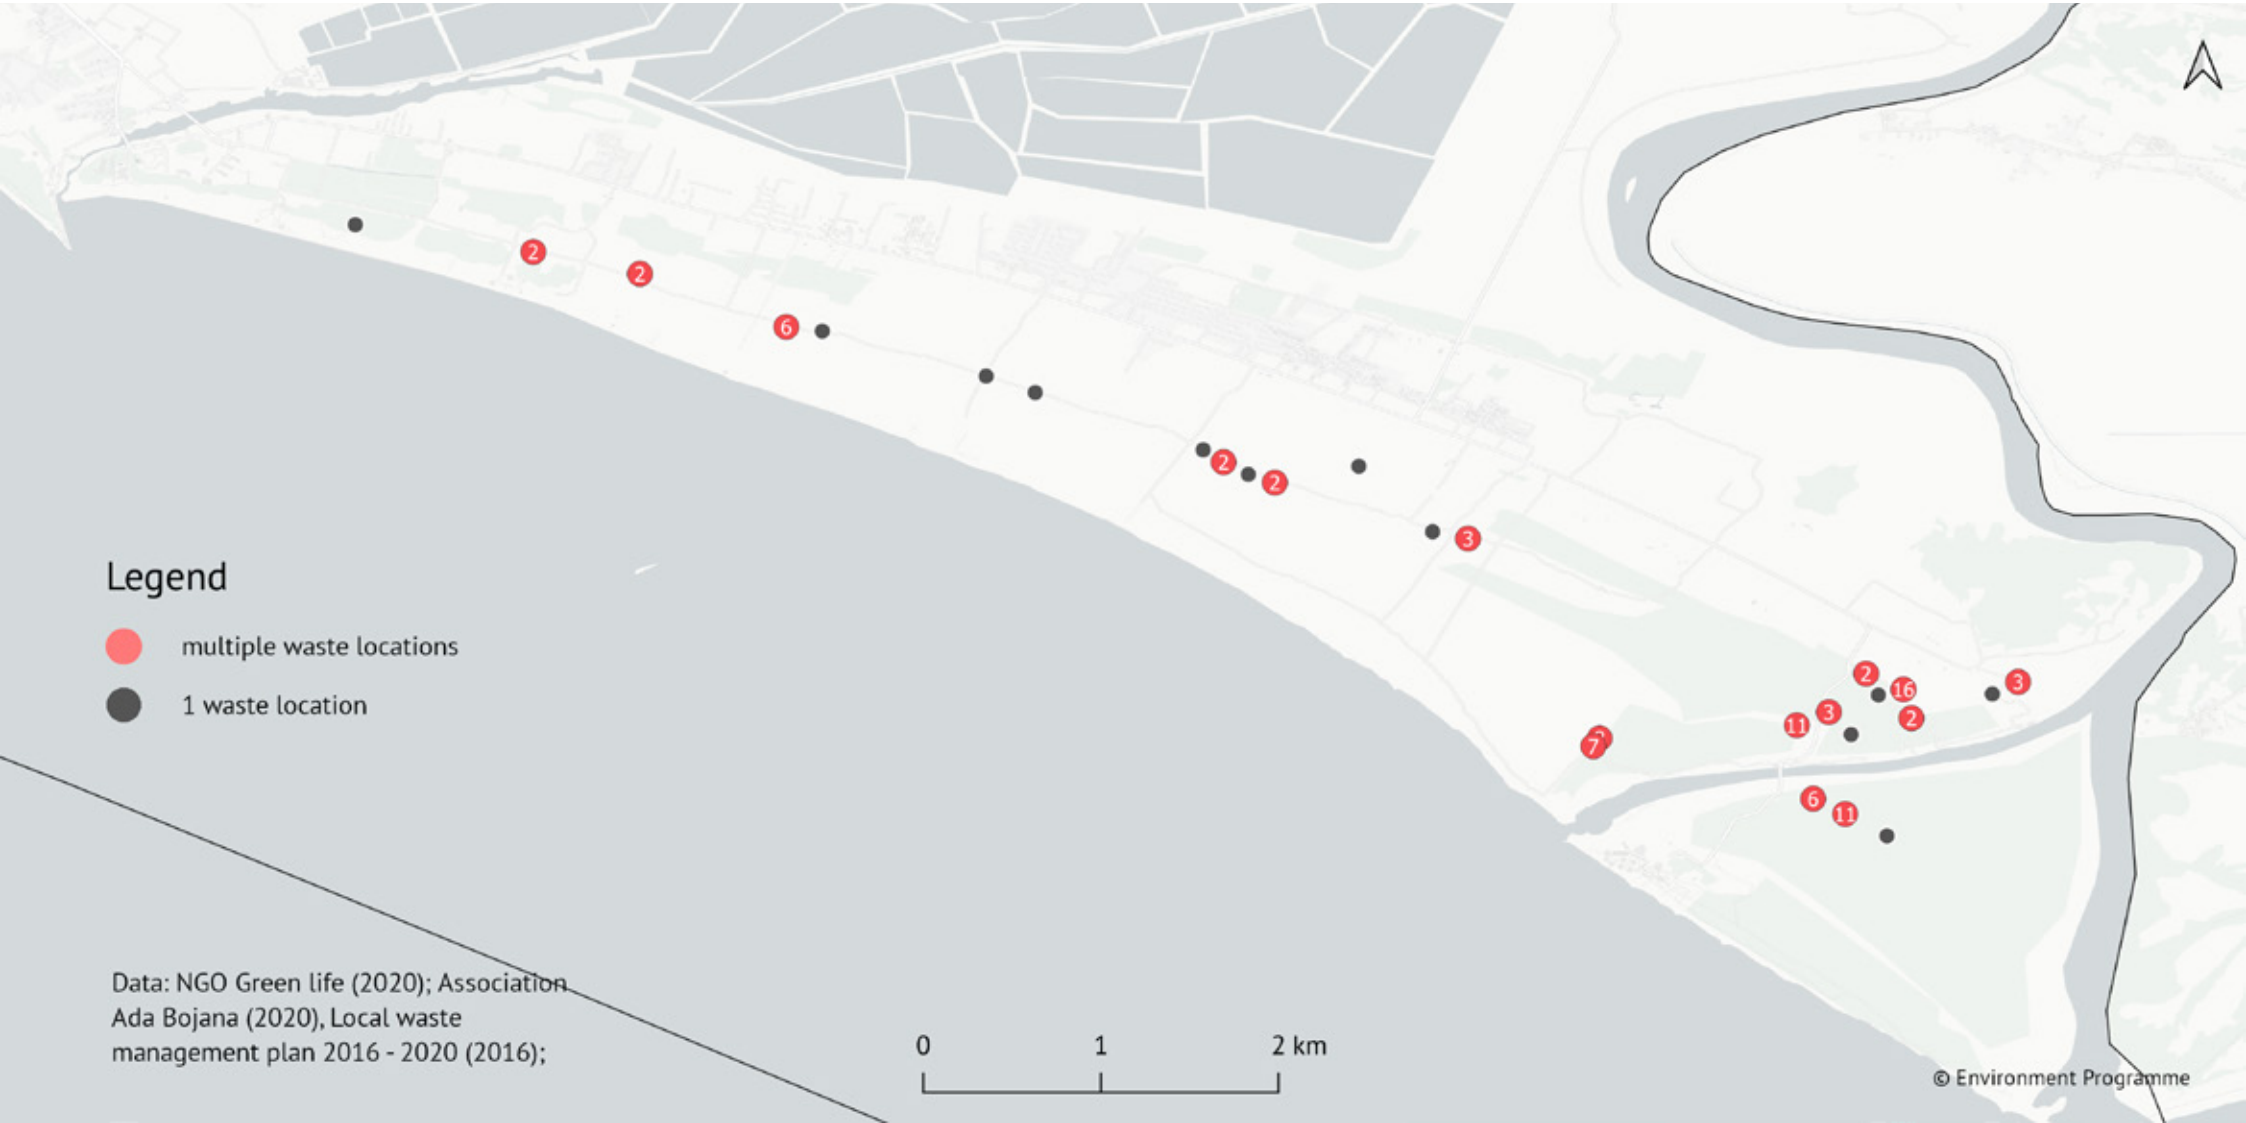 2
2
6
2
2
3
2
16
3
3
2
11
7
6
11
Legend
multiple waste locations
1 waste location
Data: NGO Green life (2020); Association
Ada Bojana (2020), Local waste
management plan 2016 - 2020 (2016);
0 1 2 km
© Environment Programme